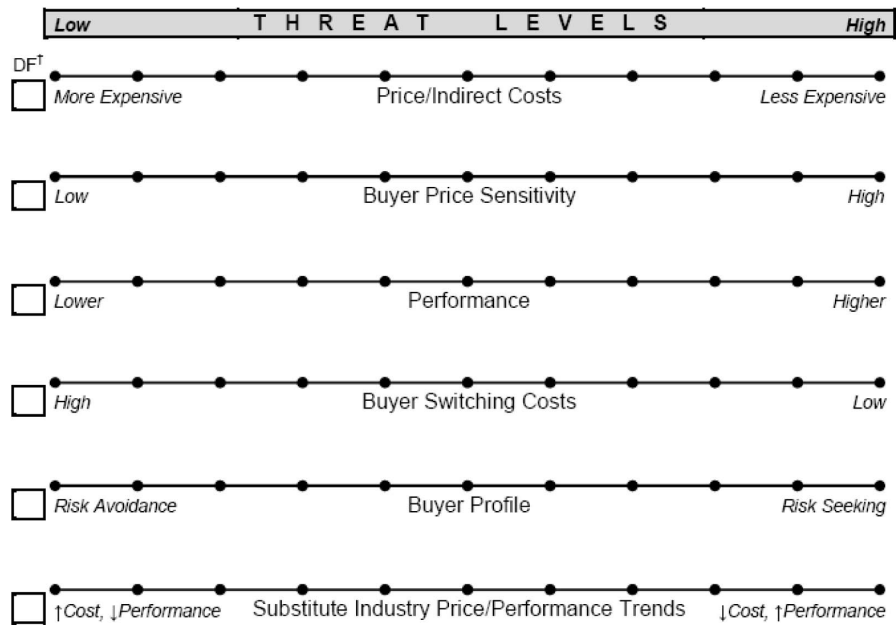 Low THREAT LEVELS High
DF†
More Expensive Price/Indirect Costs Less Expensive
Low Buyer Price Sensitivity High
Lower Performance Higher
High Buyer Switching Costs Low
Risk Avoidance Buyer Profile Risk Seeking
↑Cost, ↓Performance Substitute Industry Price/Performance Trends ↓Cost, ↑Performance